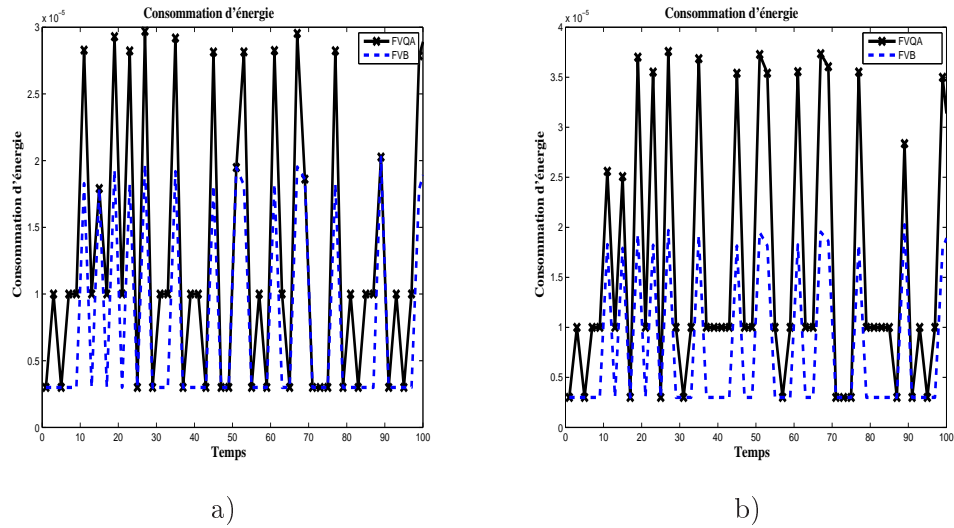 Consommation d'énergie
x 10^-5
3
2.5
2
1.5
1
0.5
0
Consommation d'énergie
0 10 20 30 40 50 60 70 80 90 100
Temps
FVQA
FVB
a)
Consommation d'énergie
x 10^-5
4
3.5
3
2.5
2
1.5
1
0.5
0
Consommation d'énergie
0 10 20 30 40 50 60 70 80 90 100
Temps
FVQA
FVB
b)